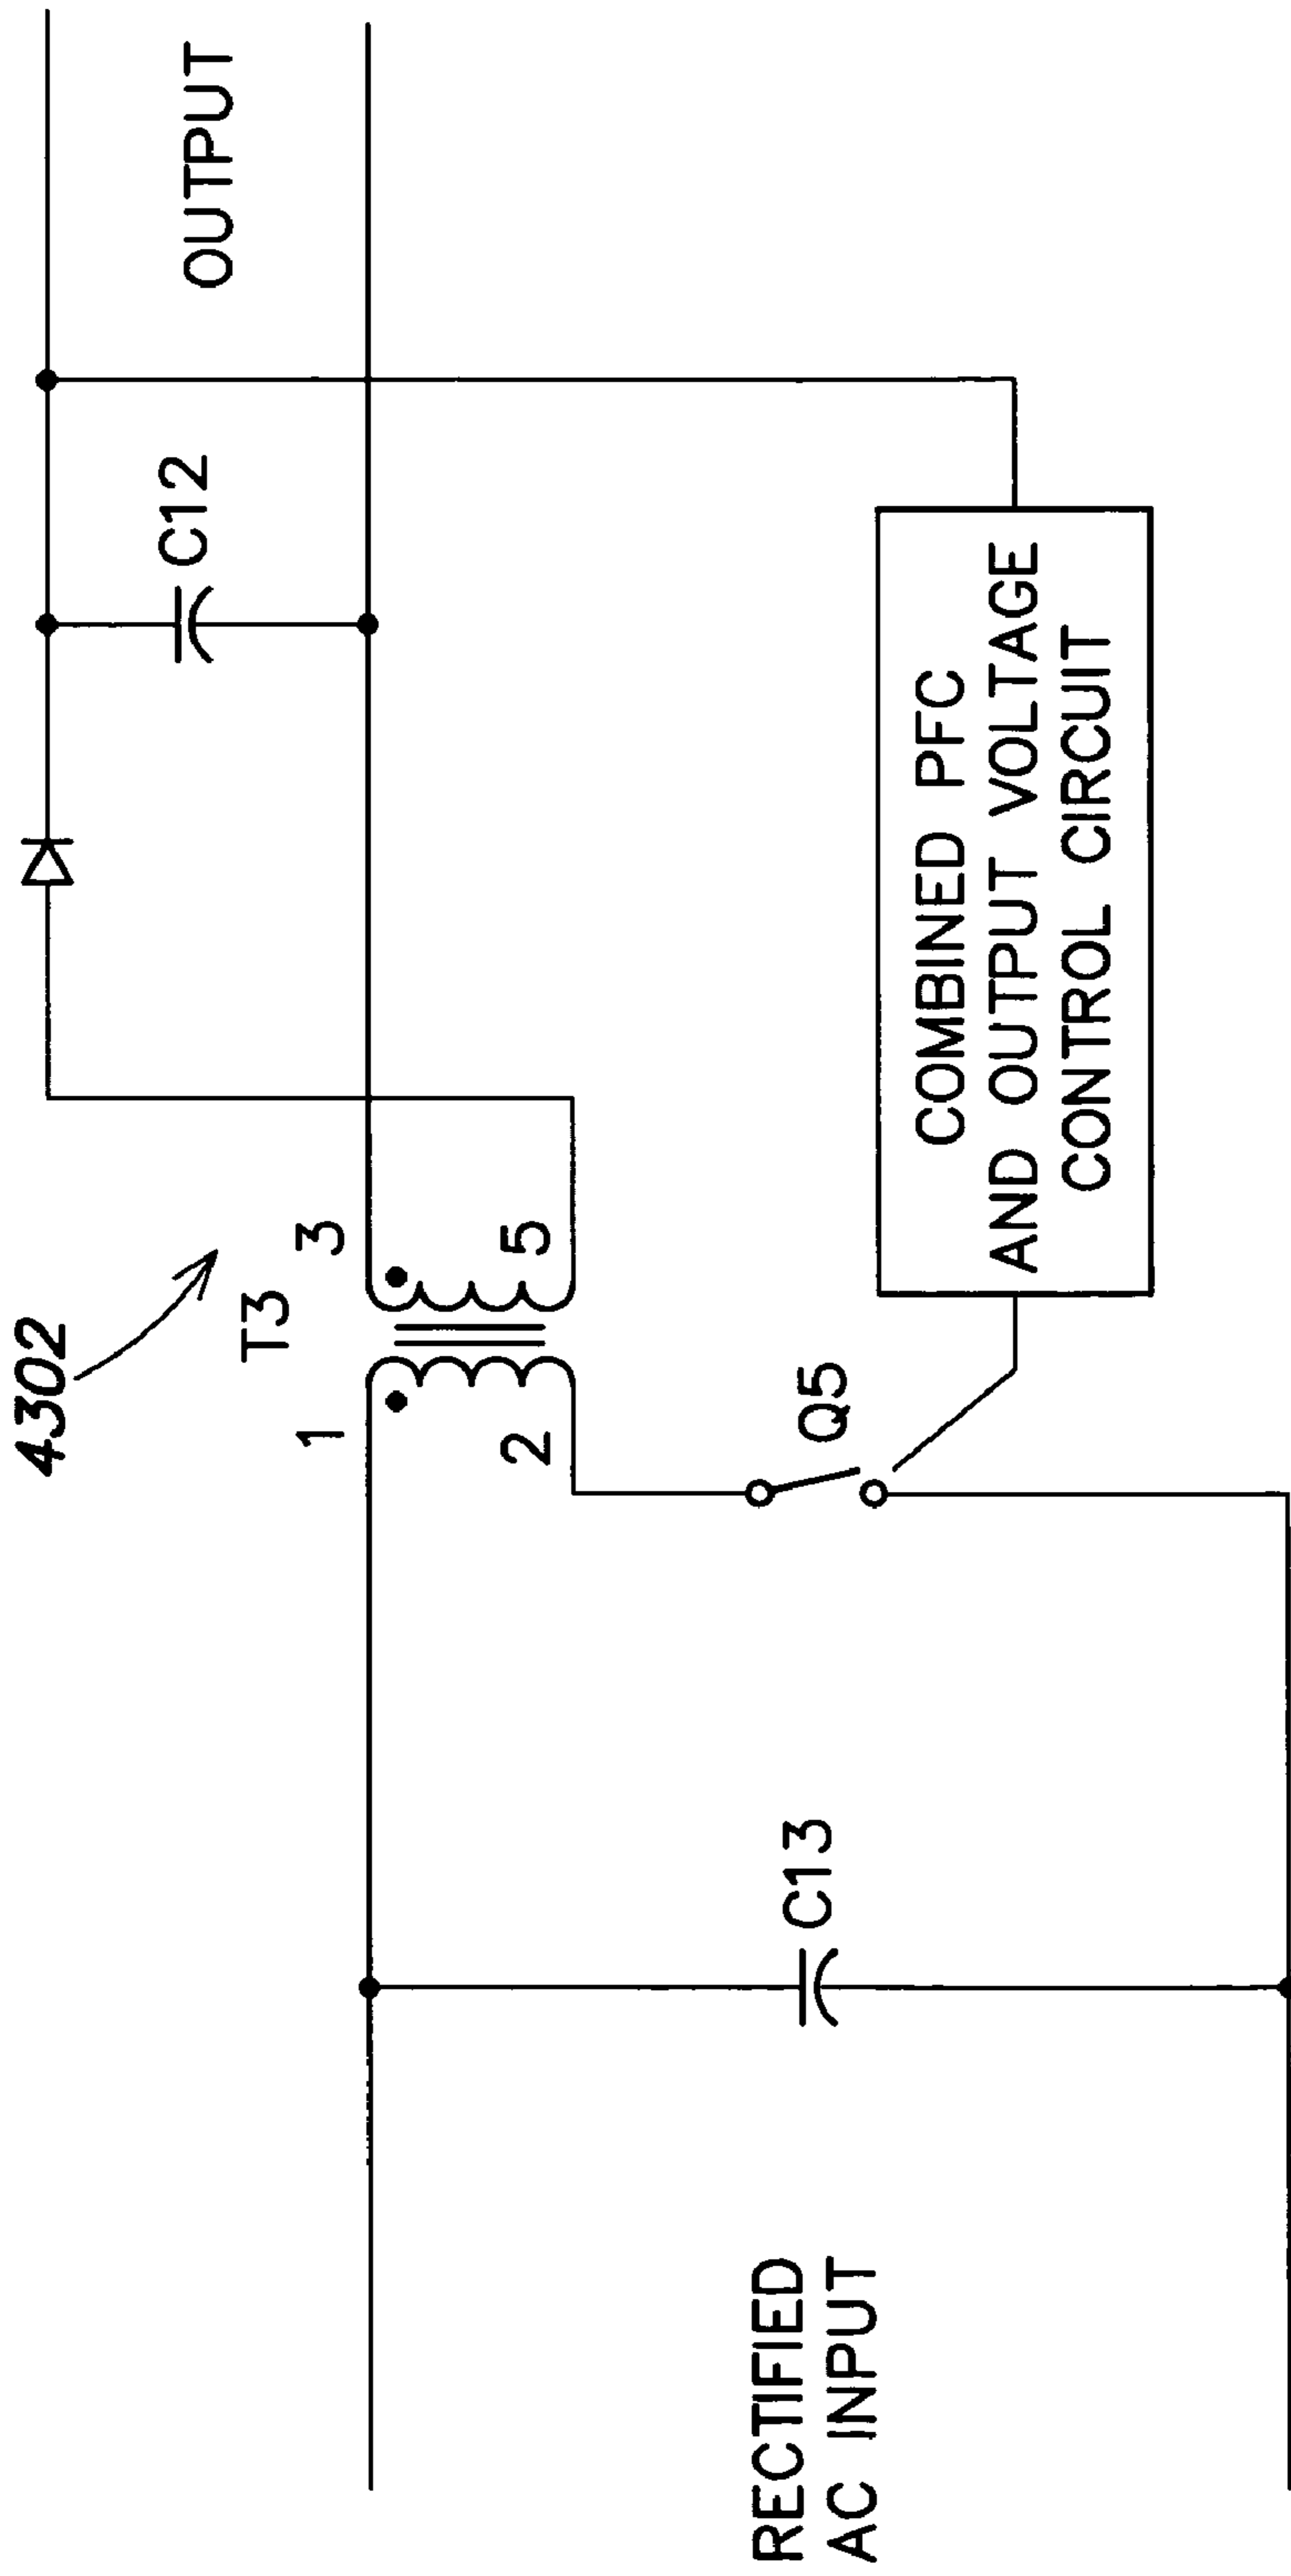 4302
OUTPUT
T3
1
3
2
5
C12
C13
Q5
RECTIFIED
AC INPUT
COMBINED PFC
AND OUTPUT VOLTAGE
CONTROL CIRCUIT